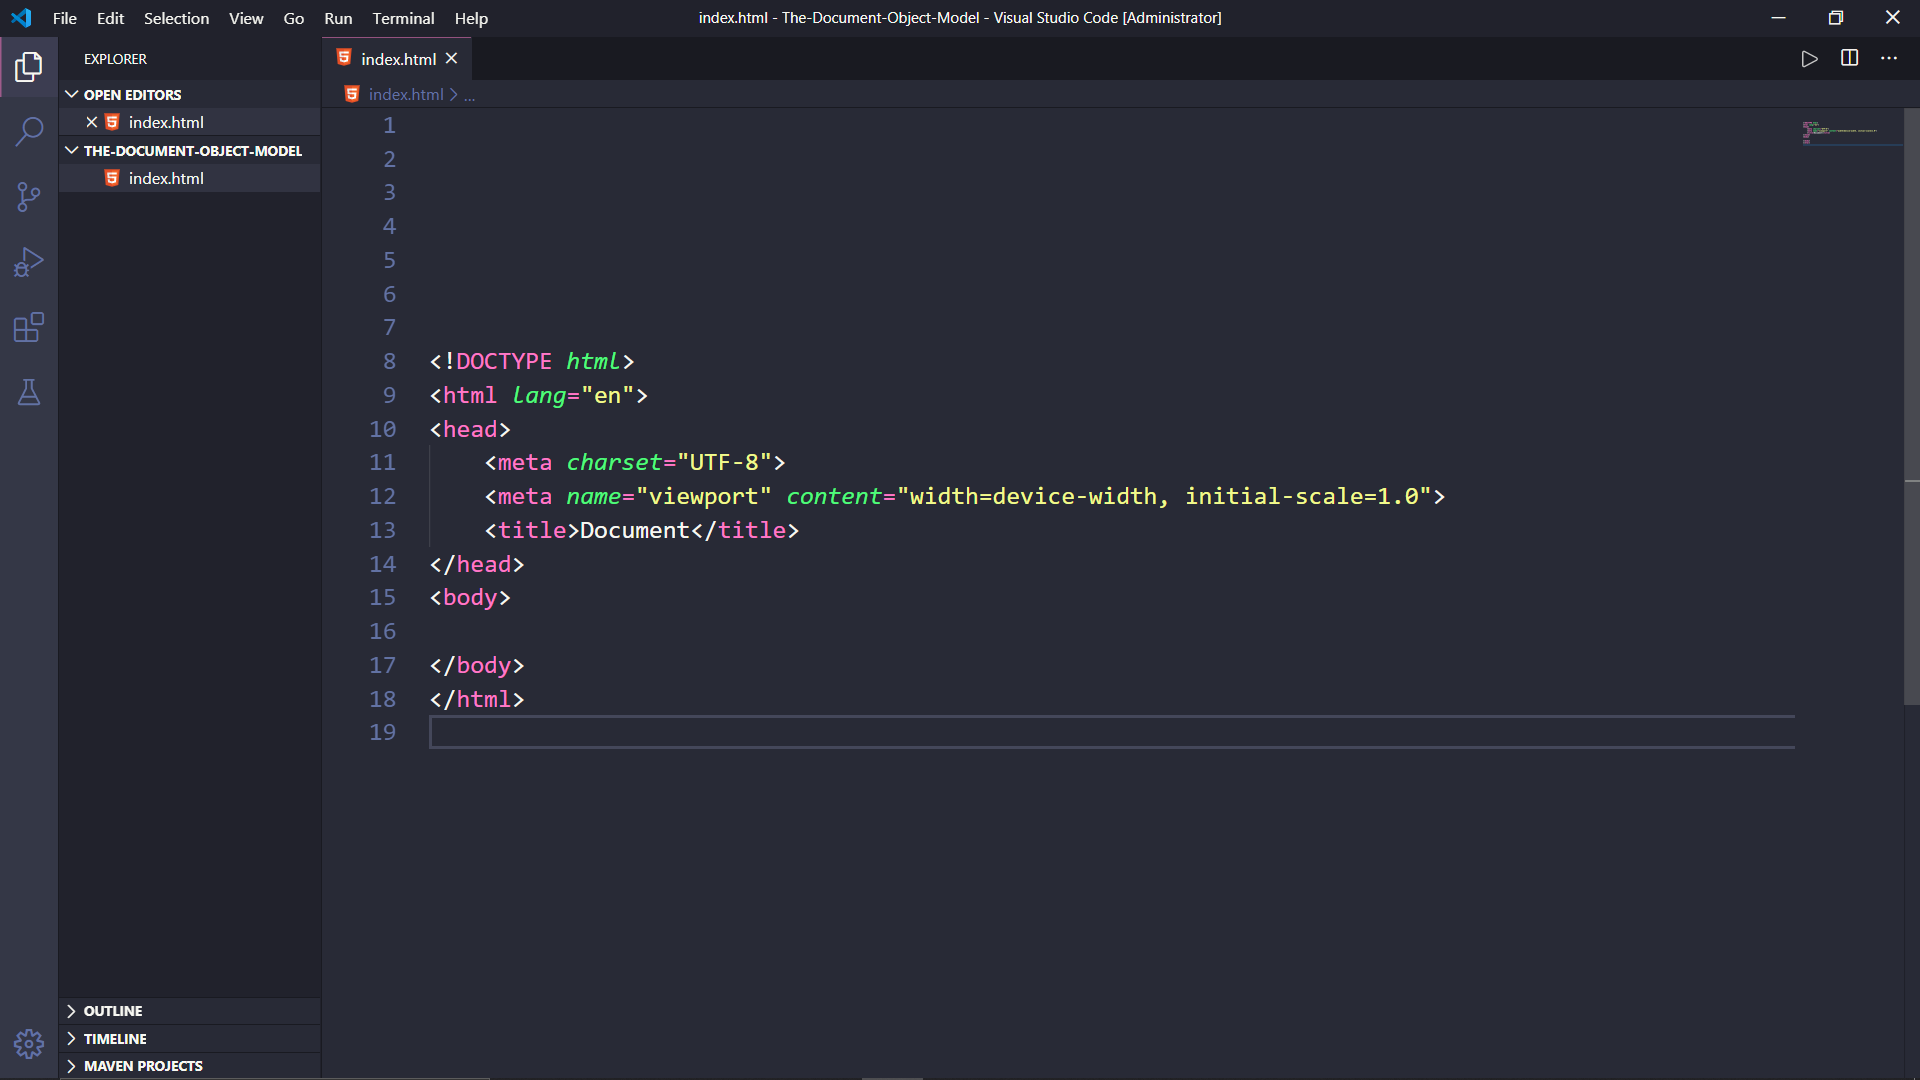 File Edit Selection View Go Run Terminal Help
index.html - The-Document-Object-Model - Visual Studio Code [Administrator]
EXPLORER
OPEN EDITORS
index.html
THE-DOCUMENT-OBJECT-MODEL
index.html
OUTLINE
TIMELINE
MAVEN PROJECTS
index.html
index.html > ...
1
2
3
4
5
6
7
8 <!DOCTYPE html>
9 <html lang="en">
10 <head>
11     <meta charset="UTF-8">
12     <meta name="viewport" content="width=device-width, initial-scale=1.0">
13     <title>Document</title>
14 </head>
15 <body>
16
17 </body>
18 </html>
19